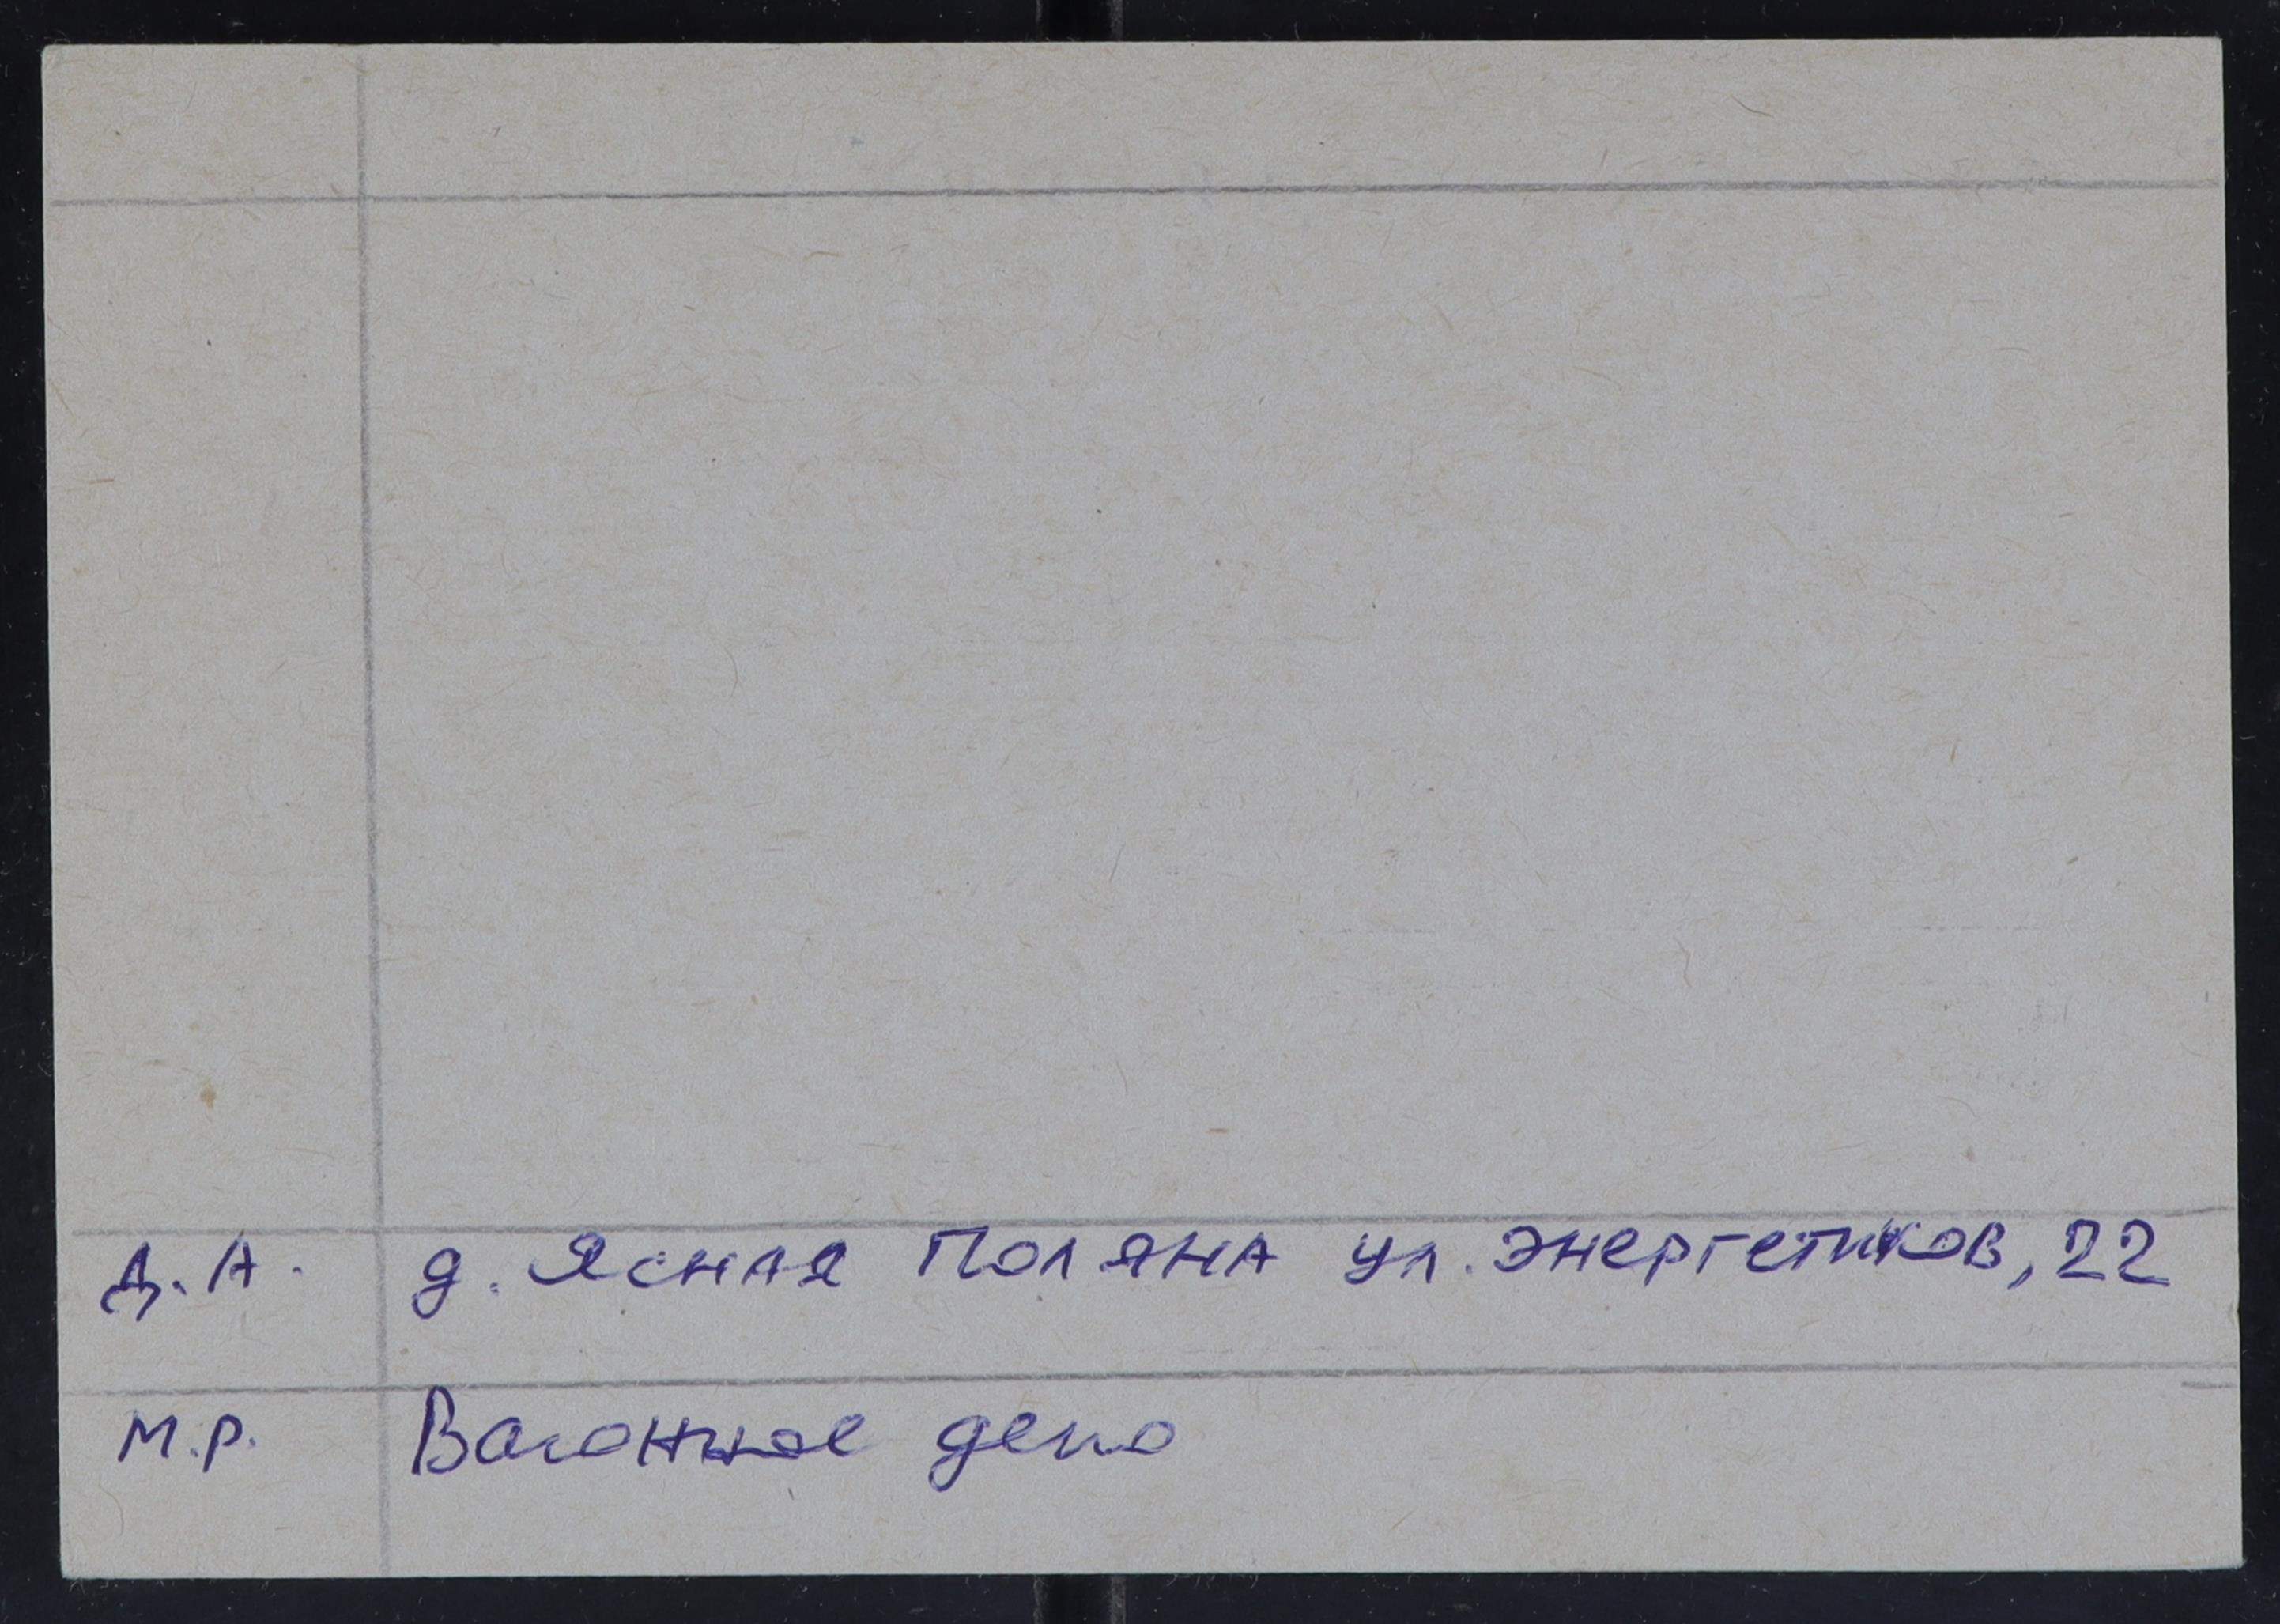 Д.А. д. Ясная Поляна ул. Энергетиков, 22
М.Р. Вагонное депо